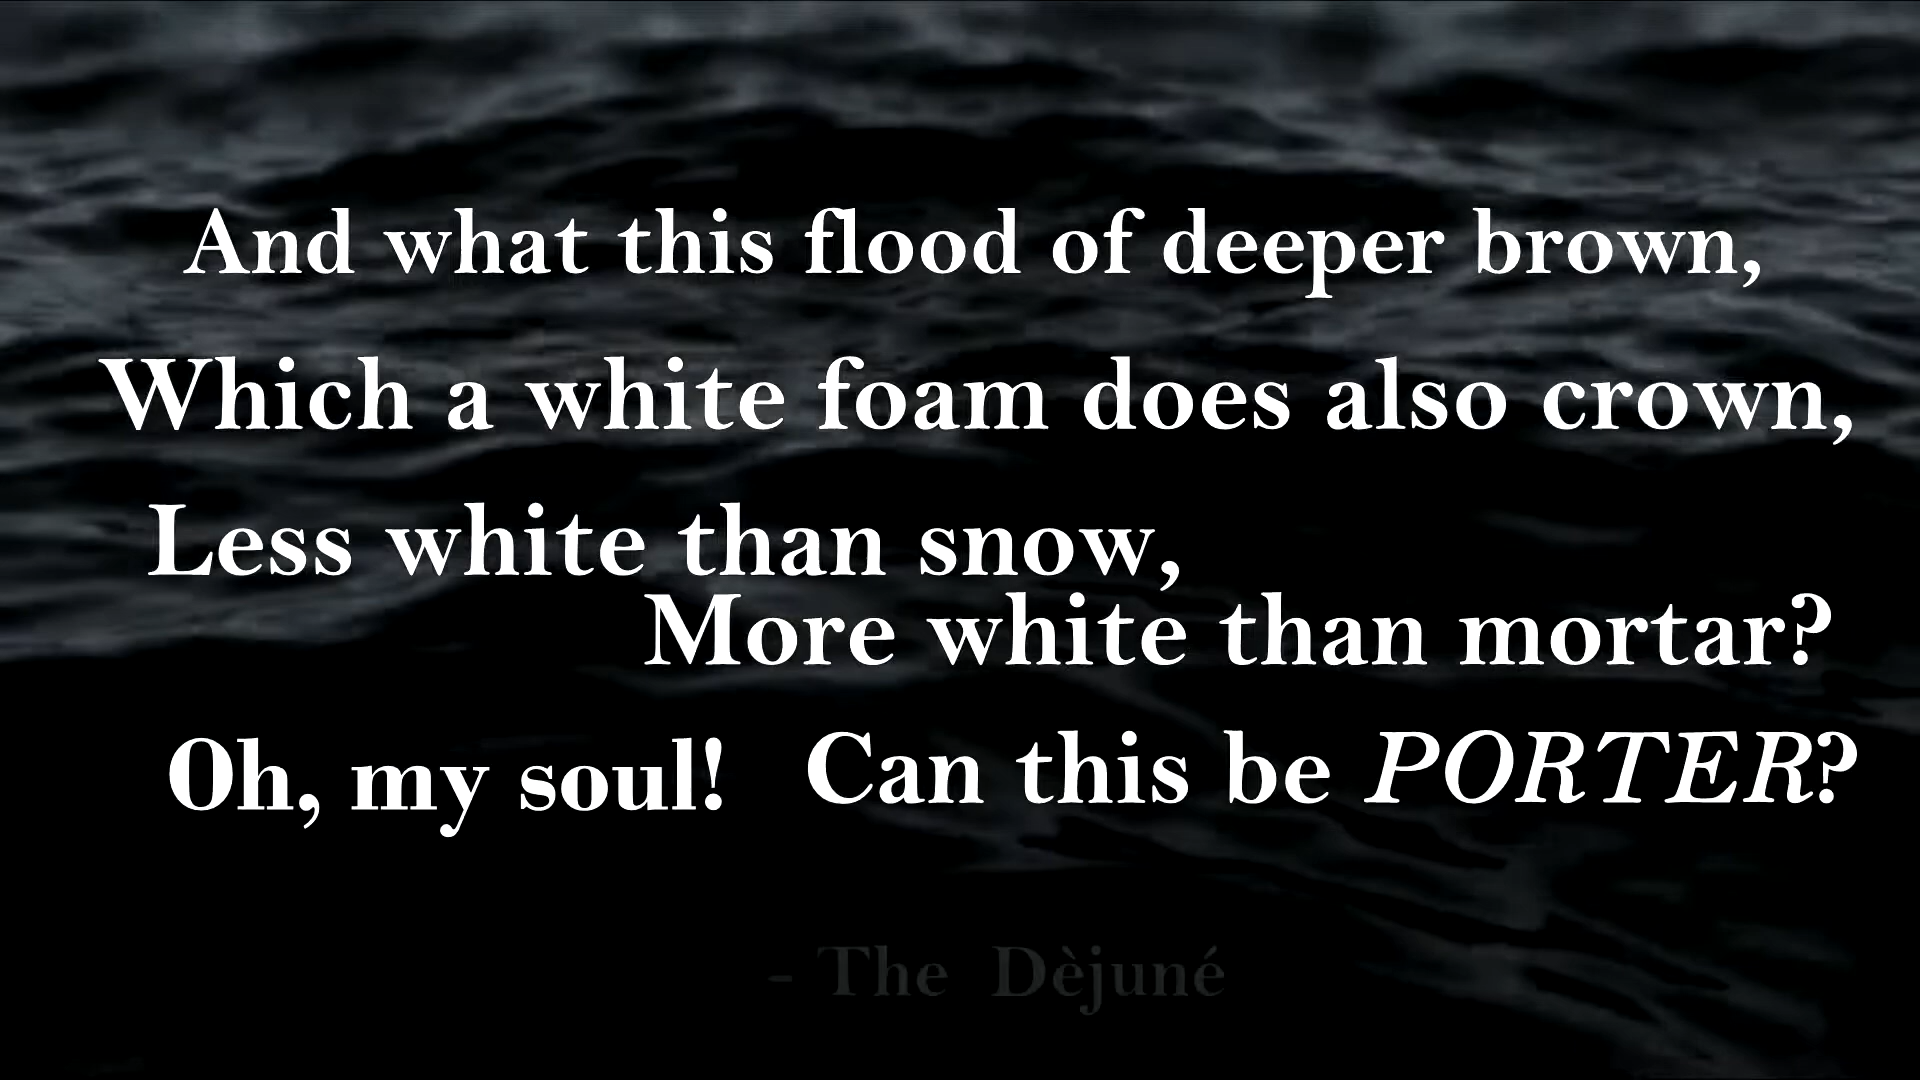 And what this flood of deeper brown,
Which a white foam does also crown,
Less white than snow,
More white than mortar?
Oh, my soul! Can this be PORTER?
- The Dèjuné